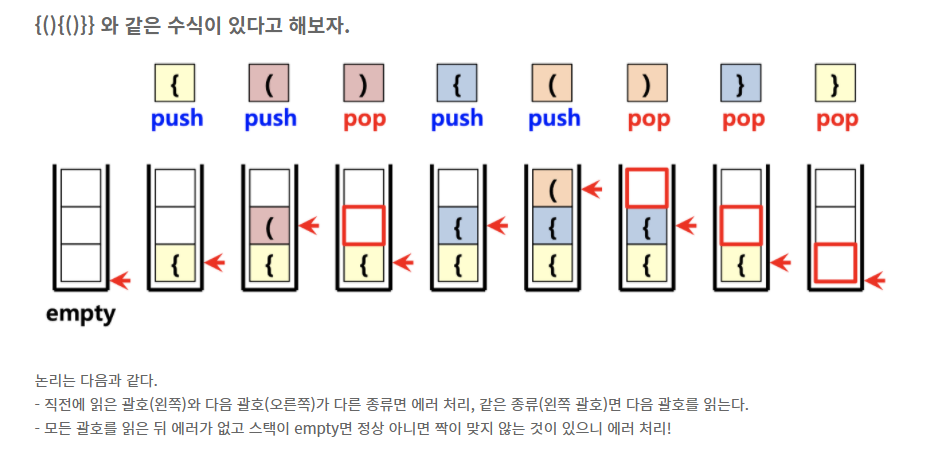 {(){()}} 와 같은 수식이 있다고 해보자.
{ ( ) { ( ) } }
push push pop push push pop pop pop
(
( { { {
{ { { { { { {
empty
논리는 다음과 같다.
- 직전에 읽은 괄호(왼쪽)와 다음 괄호(오른쪽)가 다른 종류면 에러 처리, 같은 종류(왼쪽 괄호)면 다음 괄호를 읽는다.
- 모든 괄호를 읽은 뒤 에러가 없고 스택이 empty면 정상 아니면 짝이 맞지 않는 것이 있으니 에러 처리!